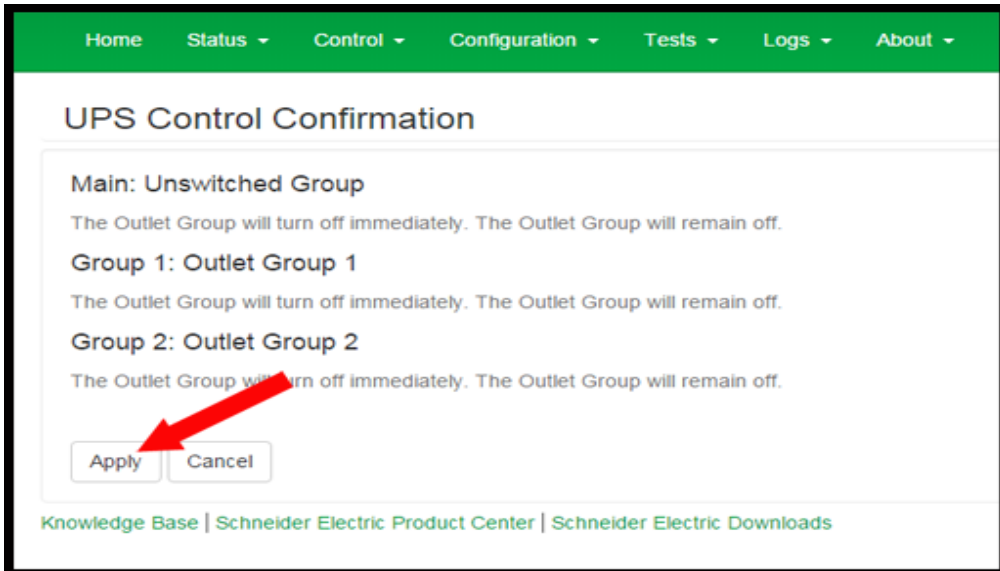 Home Status Control Configuration Tests Logs About
UPS Control Confirmation
Main: Unswitched Group
The Outlet Group will turn off immediately. The Outlet Group will remain off.
Group 1: Outlet Group 1
The Outlet Group will turn off immediately. The Outlet Group will remain off.
Group 2: Outlet Group 2
The Outlet Group will turn off immediately. The Outlet Group will remain off.
Apply Cancel
Knowledge Base | Schneider Electric Product Center | Schneider Electric Downloads